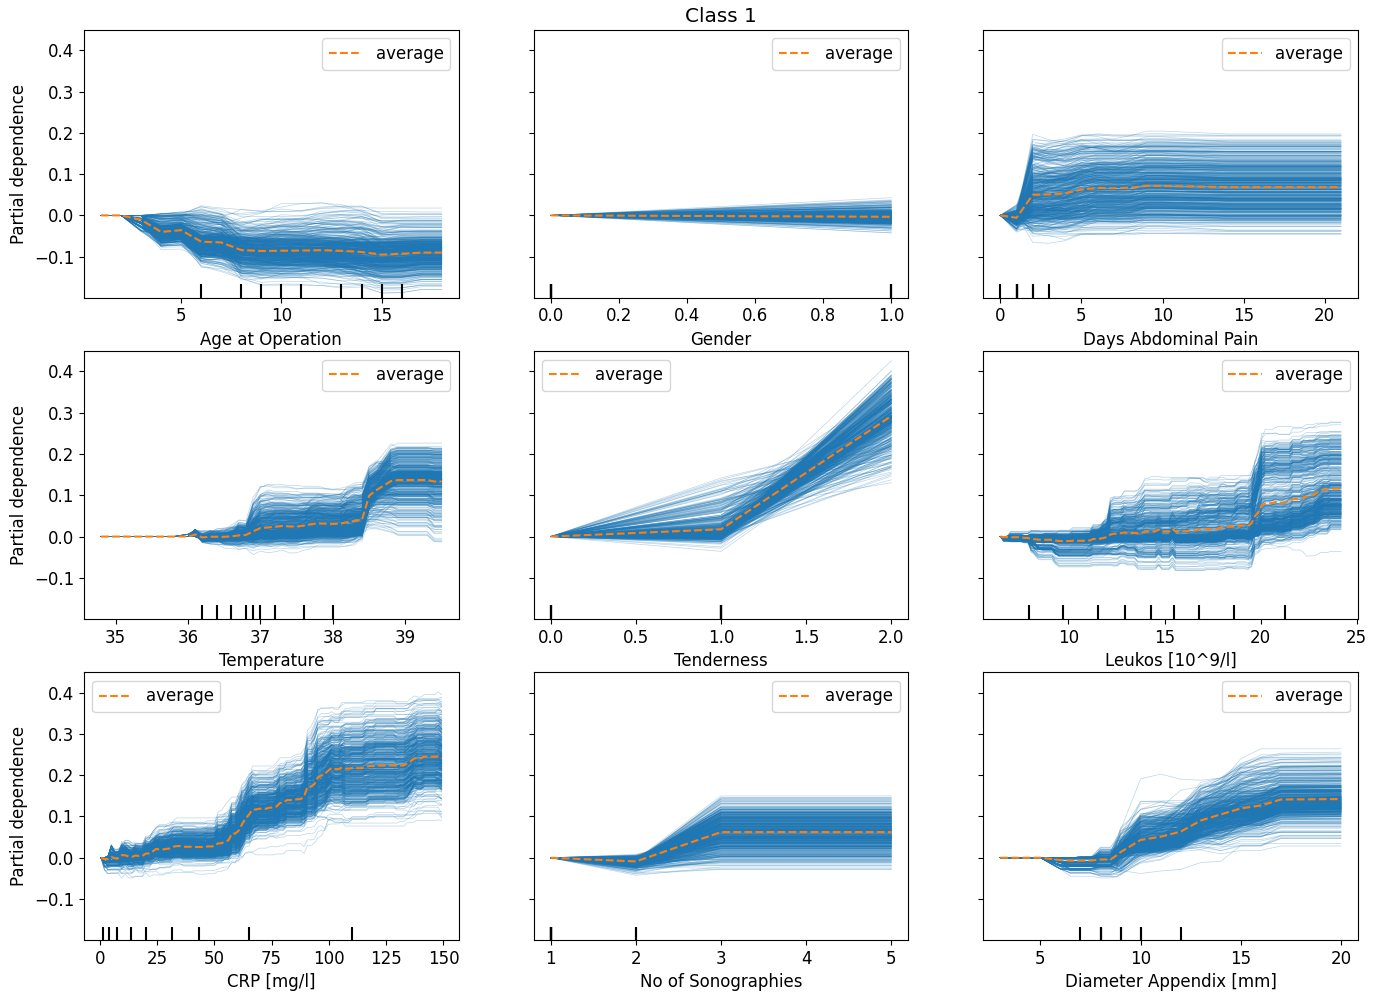 Class 1
Partial dependence
0.4
0.3
0.2
0.1
0.0
−0.1
average
5 10 15
Age at Operation
average
0.0 0.2 0.4 0.6 0.8 1.0
Gender
average
0 5 10 15 20
Days Abdominal Pain
Partial dependence
0.4
0.3
0.2
0.1
0.0
−0.1
average
35 36 37 38 39
Temperature
average
0.0 0.5 1.0 1.5 2.0
Tenderness
average
10 15 20 25
Leukos [10^9/l]
Partial dependence
0.4
0.3
0.2
0.1
0.0
−0.1
average
0 25 50 75 100 125 150
CRP [mg/l]
average
1 2 3 4 5
No of Sonographies
average
5 10 15 20
Diameter Appendix [mm]